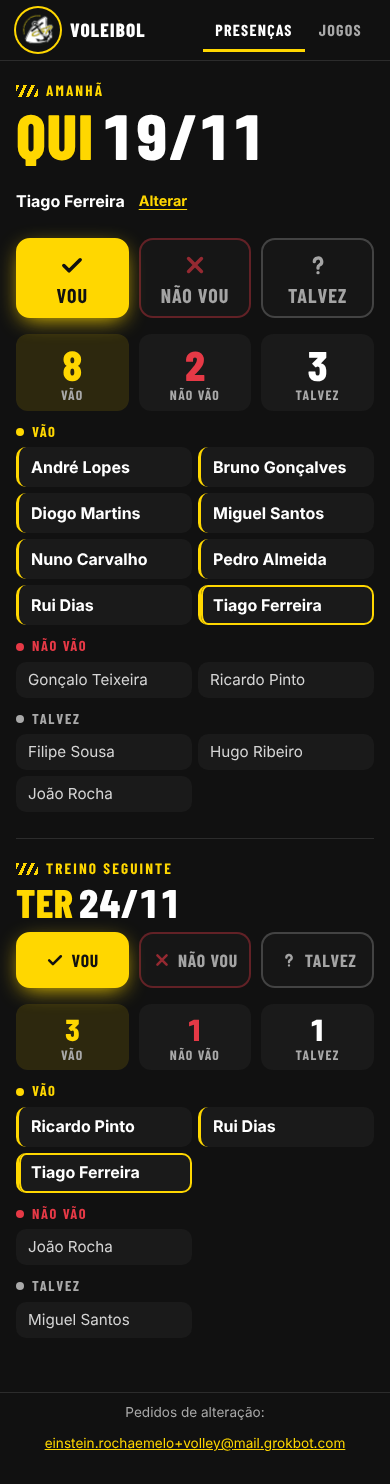 VOLEIBOL
PRESENÇAS JOGOS
AMANHÃ
QUI 19/11
Tiago Ferreira Alterar
VOU NÃO VOU ? TALVEZ
8 2 3
VÃO NÃO VÃO TALVEZ
VÃO
André Lopes Bruno Gonçalves
Diogo Martins Miguel Santos
Nuno Carvalho Pedro Almeida
Rui Dias Tiago Ferreira
NÃO VÃO
Gonçalo Teixeira Ricardo Pinto
TALVEZ
Filipe Sousa Hugo Ribeiro
João Rocha
TREINO SEGUINTE
TER 24/11
VOU NÃO VOU ? TALVEZ
3 1 1
VÃO NÃO VÃO TALVEZ
VÃO
Ricardo Pinto Rui Dias
Tiago Ferreira
NÃO VÃO
João Rocha
TALVEZ
Miguel Santos
Pedidos de alteração:
einstein.rochaemelo+volley@mail.grokbot.com